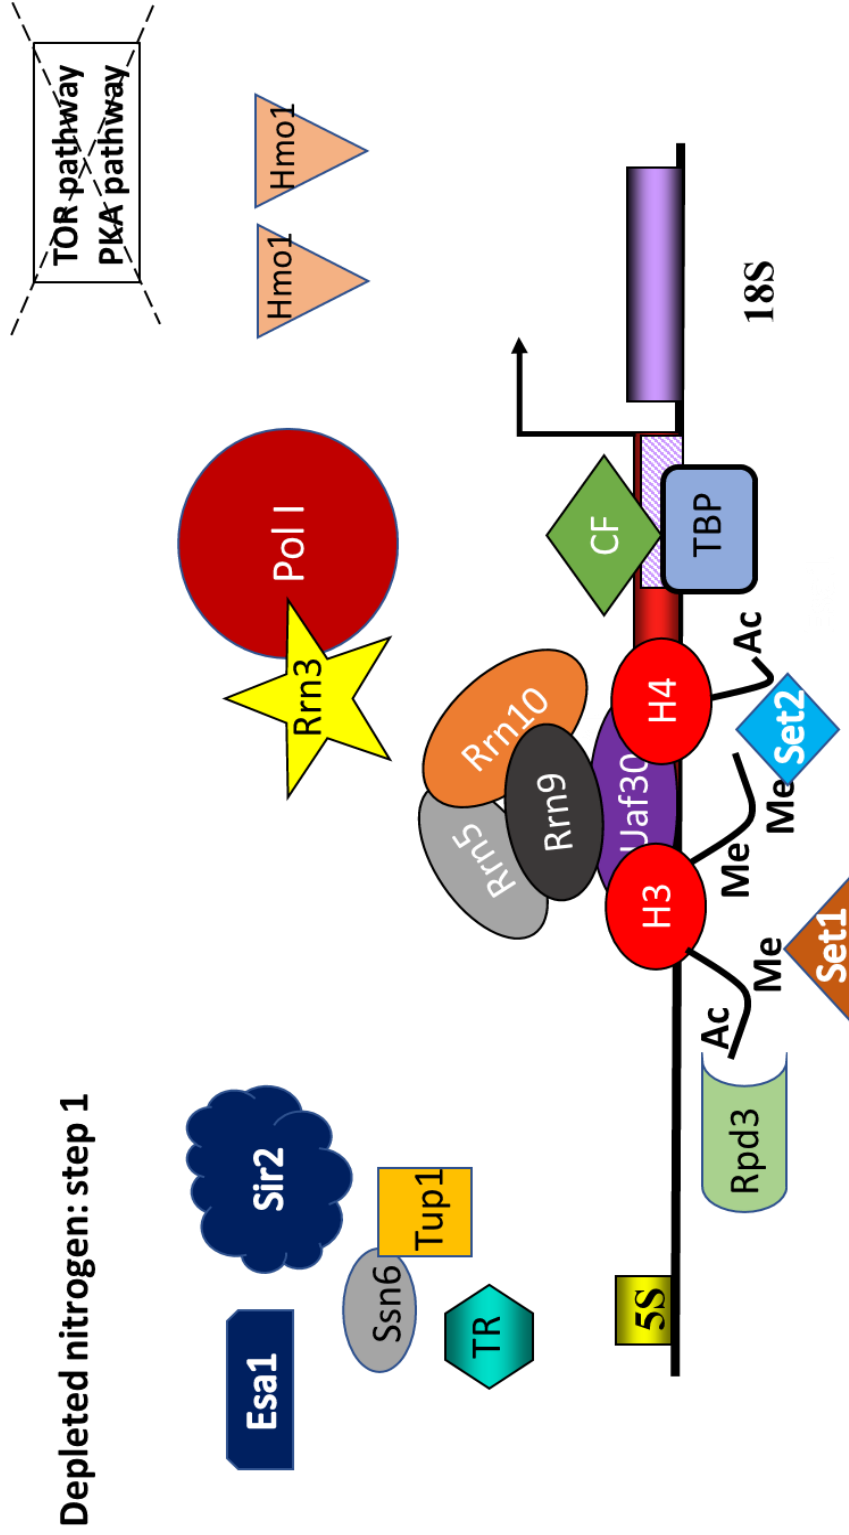 Depleted nitrogen: step 1
TOR pathway
PKA pathway
Esa1
Sir2
Rrn3
Pol I
Hmo1
Hmo1
Ssn6
Tup1
TR
Rrn5
Rrn10
Rrn9
CF
Uaf30
5S
H3
H4
TBP
18S
Rpd3
Ac
Me
Me
Me
Ac
Set1
Set2